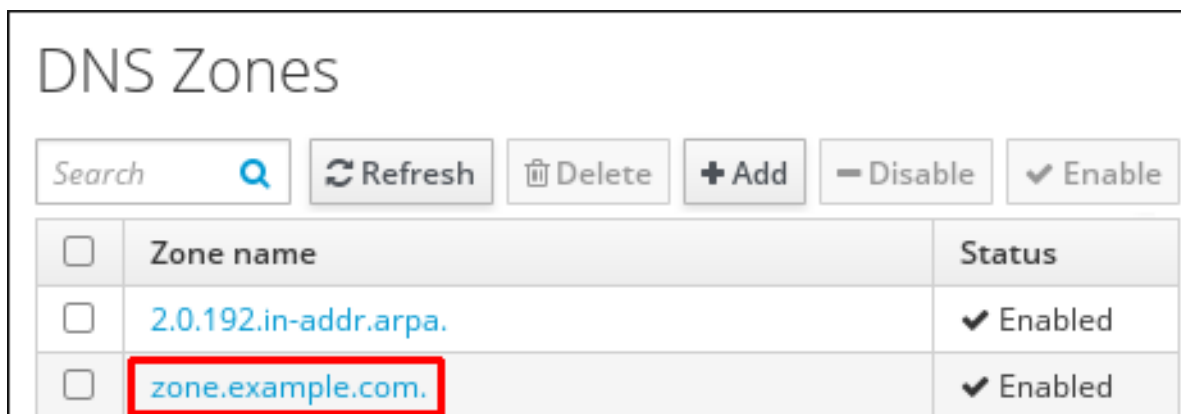 DNS Zones
Search Refresh Delete Add Disable Enable
Zone name Status
2.0.192.in-addr.arpa. Enabled
zone.example.com. Enabled